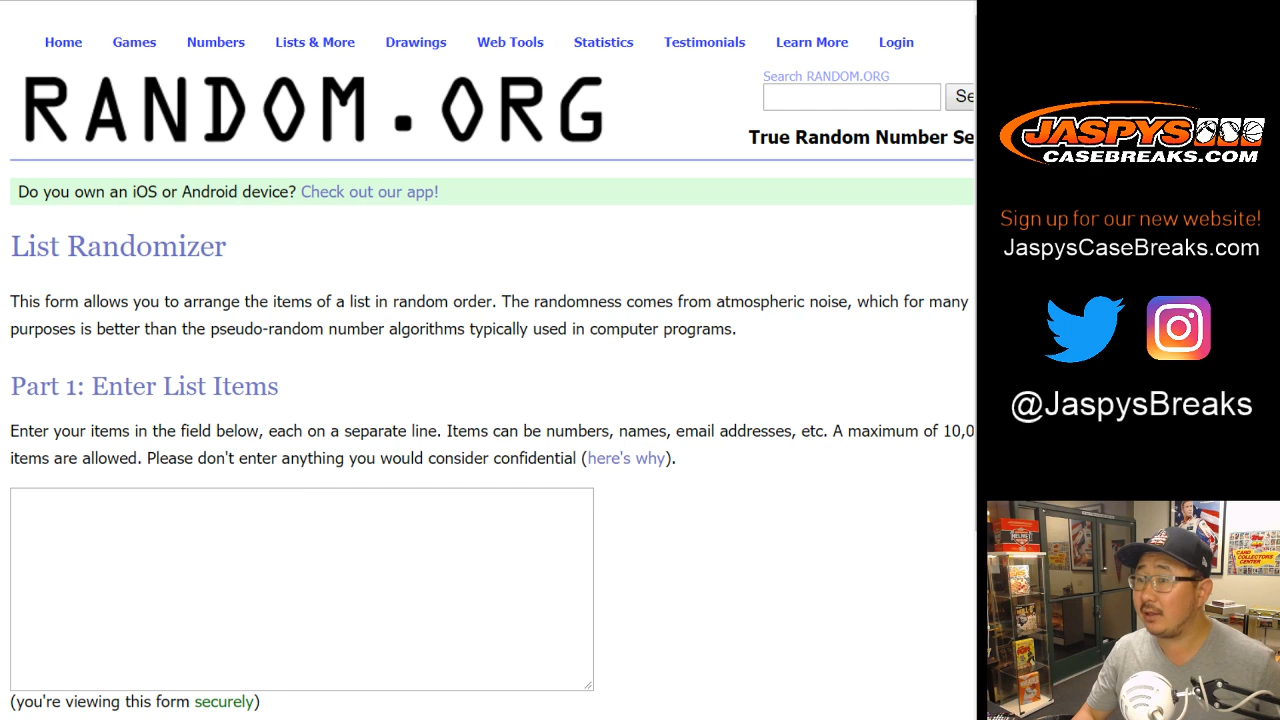 Home Games Numbers Lists & More Drawings Web Tools Statistics Testimonials Learn More Login
RANDOM.ORG
Search RANDOM.ORG
Se
True Random Number Se
Do you own an iOS or Android device? Check out our app!
List Randomizer
This form allows you to arrange the items of a list in random order. The randomness comes from atmospheric noise, which for many
purposes is better than the pseudo-random number algorithms typically used in computer programs.
Part 1: Enter List Items
Enter your items in the field below, each on a separate line. Items can be numbers, names, email addresses, etc. A maximum of 10,0
items are allowed. Please don't enter anything you would consider confidential (here's why).
(you're viewing this form securely)
JASPYS
CASEBREAKS.COM
Sign up for our new website!
JaspysCaseBreaks.com
@JaspysBreaks
HELMET
topps
CARD
COLLECTORS
CENTER